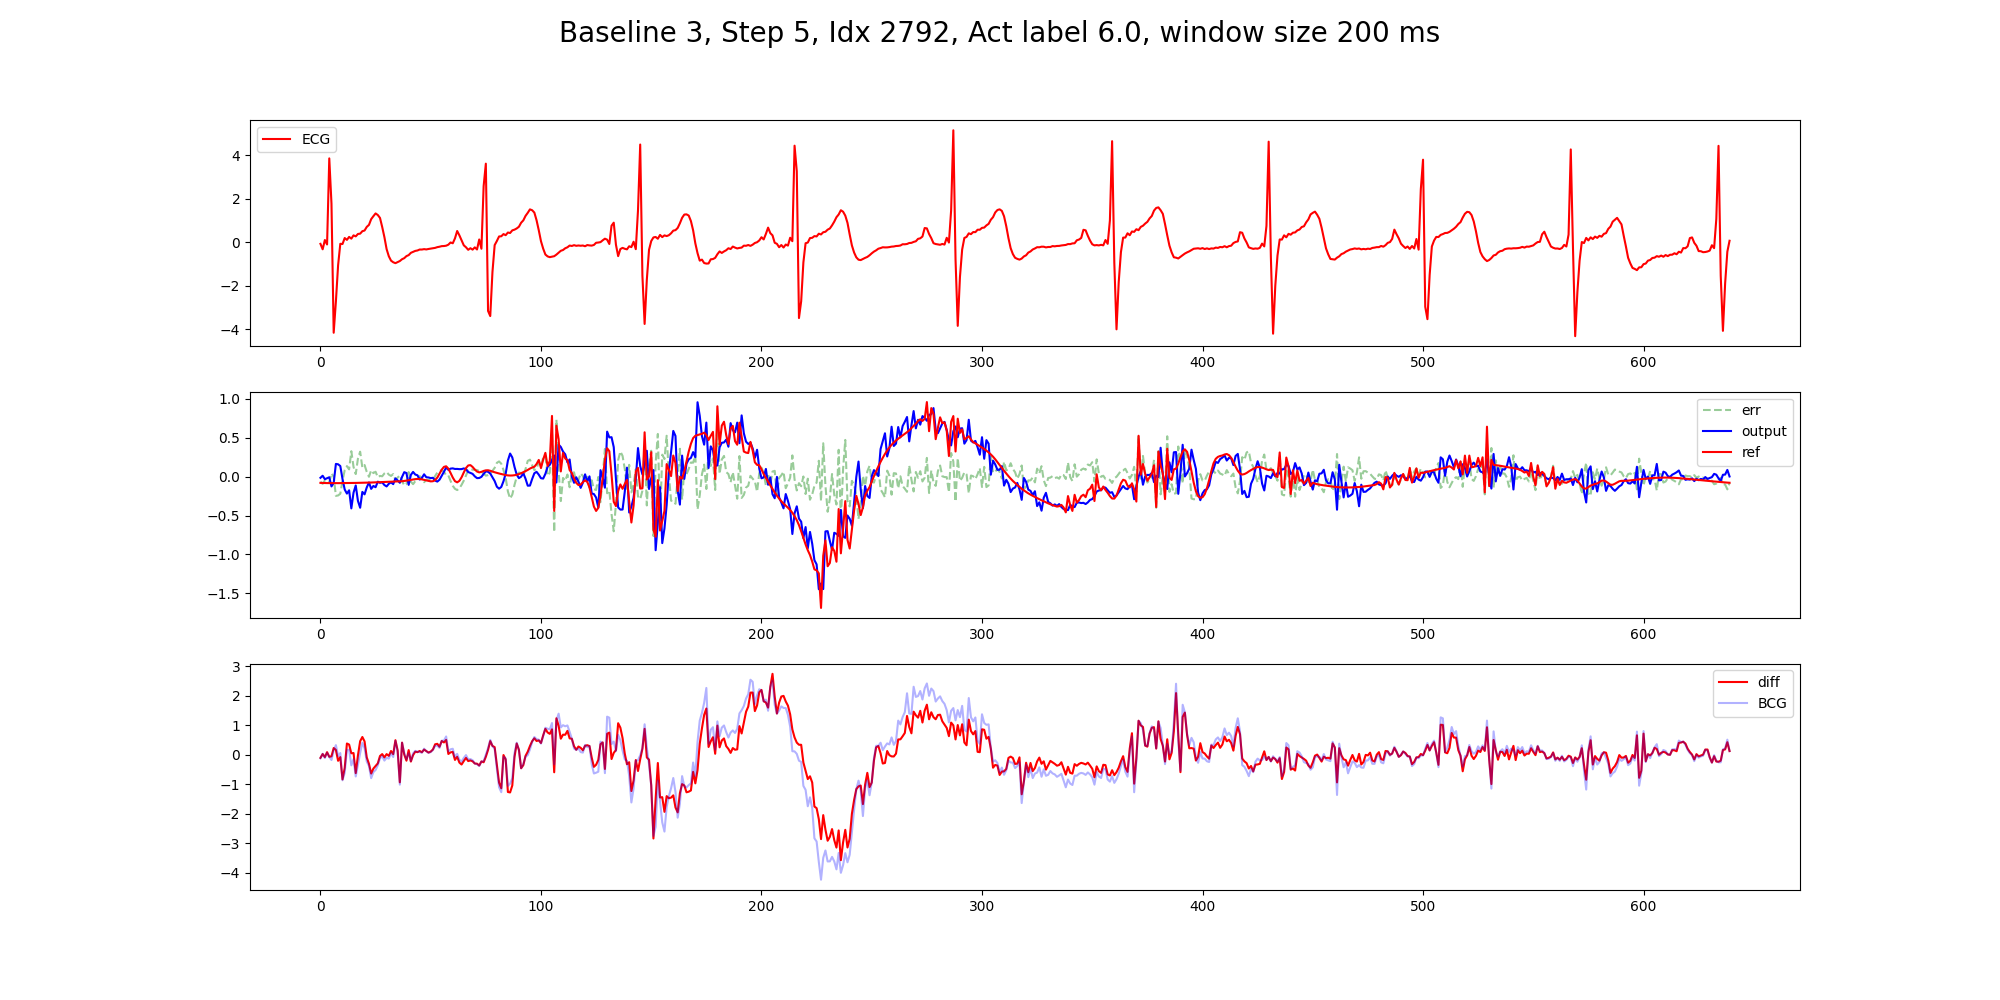 Baseline 3, Step 5, Idx 2792, Act label 6.0, window size 200 ms
ECG
4
2
0
−2
−4
0 100 200 300 400 500 600
err
output
ref
1.0
0.5
0.0
−0.5
−1.0
−1.5
0 100 200 300 400 500 600
diff
BCG
3
2
1
0
−1
−2
−3
−4
0 100 200 300 400 500 600